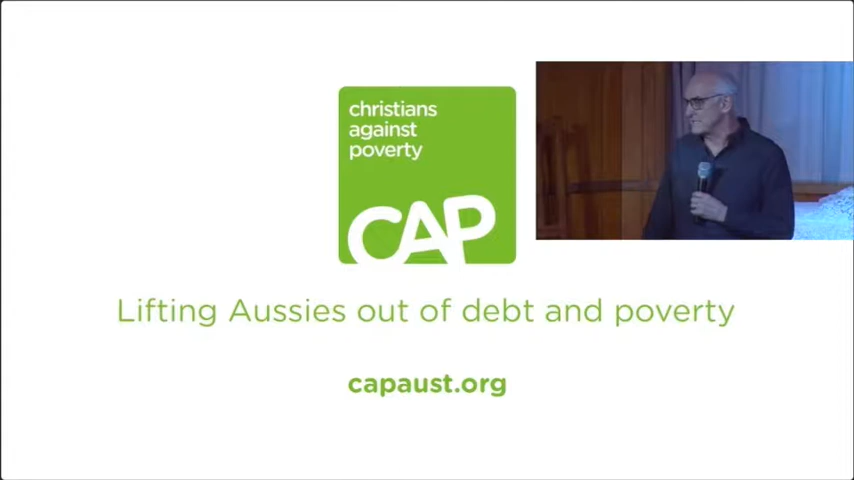 christians
against
poverty
CAP
Lifting Aussies out of debt and poverty
capaust.org